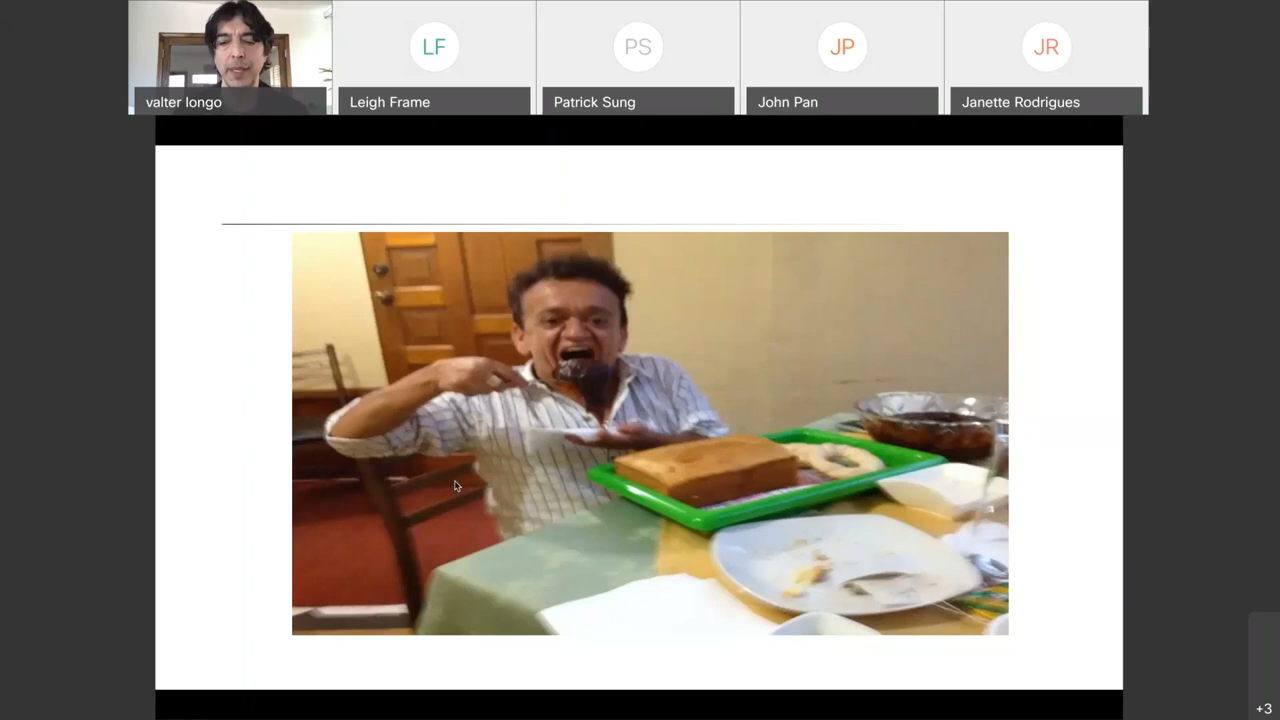 LF
PS
JP
JR
valter longo
Leigh Frame
Patrick Sung
John Pan
Janette Rodrigues
+3